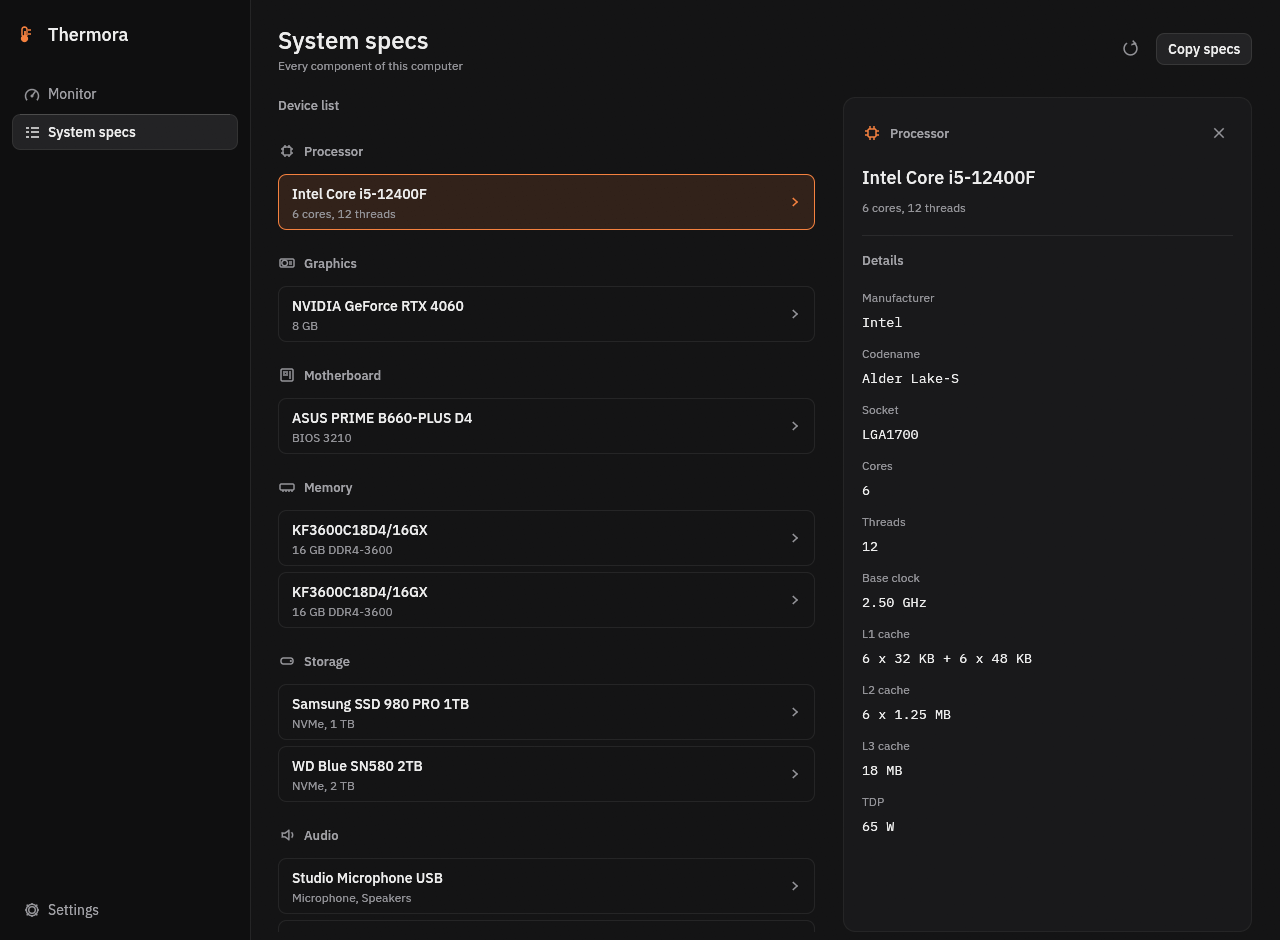 Thermora
Monitor
System specs
Settings
System specs
Every component of this computer
Copy specs
Device list
Processor
Intel Core i5-12400F
6 cores, 12 threads
Graphics
NVIDIA GeForce RTX 4060
8 GB
Motherboard
ASUS PRIME B660-PLUS D4
BIOS 3210
Memory
KF3600C18D4/16GX
16 GB DDR4-3600
KF3600C18D4/16GX
16 GB DDR4-3600
Storage
Samsung SSD 980 PRO 1TB
NVMe, 1 TB
WD Blue SN580 2TB
NVMe, 2 TB
Audio
Studio Microphone USB
Microphone, Speakers
Processor
Intel Core i5-12400F
6 cores, 12 threads
Details
Manufacturer
Intel
Codename
Alder Lake-S
Socket
LGA1700
Cores
6
Threads
12
Base clock
2.50 GHz
L1 cache
6 x 32 KB + 6 x 48 KB
L2 cache
6 x 1.25 MB
L3 cache
18 MB
TDP
65 W